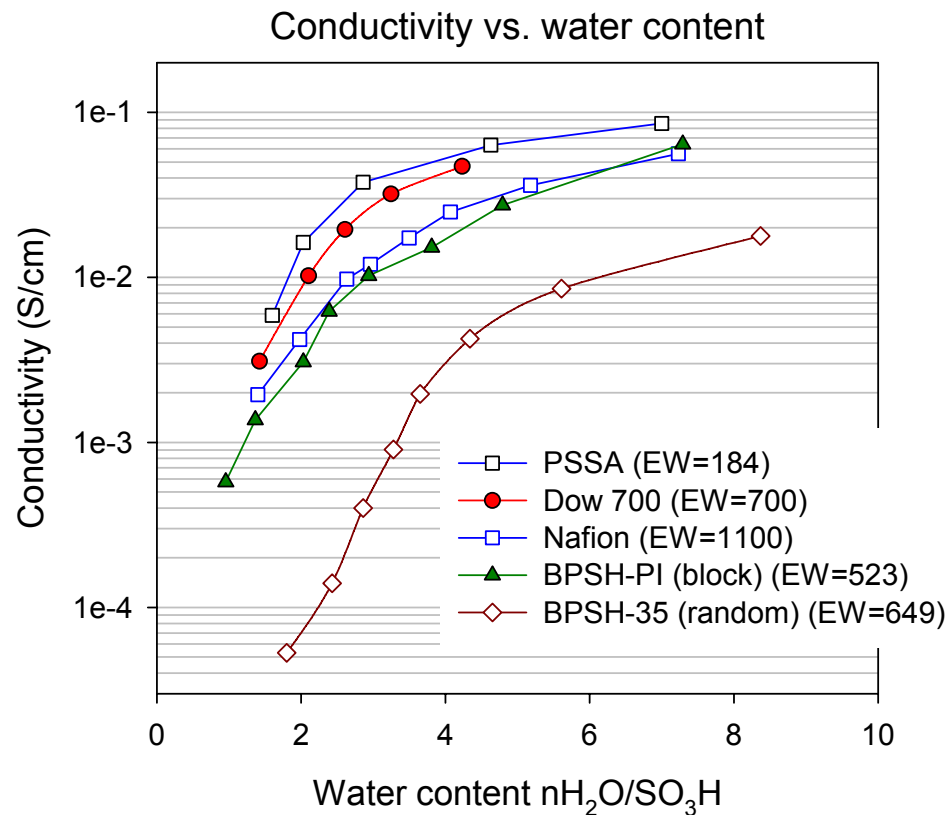 Conductivity vs. water content
Conductivity (S/cm)
1e-1
1e-2
1e-3
1e-4
PSSA (EW=184)
Dow 700 (EW=700)
Nafion (EW=1100)
BPSH-PI (block) (EW=523)
BPSH-35 (random) (EW=649)
0 2 4 6 8 10
Water content nH₂O/SO₃H